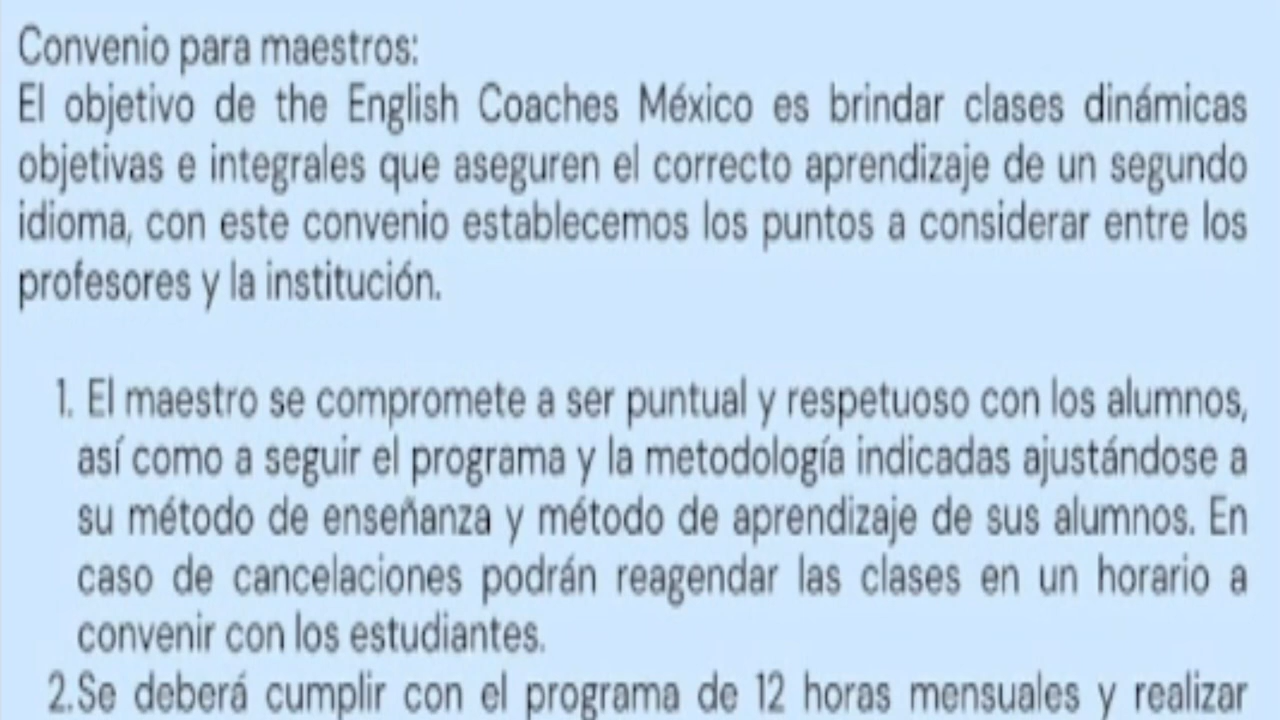 Convenio para maestros:
El objetivo de the English Coaches México es brindar clases dinámicas
objetivas e integrales que aseguren el correcto aprendizaje de un segundo
idioma, con este convenio establecemos los puntos a considerar entre los
profesores y la institución.
1. El maestro se compromete a ser puntual y respetuoso con los alumnos,
así como a seguir el programa y la metodología indicadas ajustándose a
su método de enseñanza y método de aprendizaje de sus alumnos. En
caso de cancelaciones podrán reagendar las clases en un horario a
convenir con los estudiantes.
2.Se deberá cumplir con el programa de 12 horas mensuales y realizar